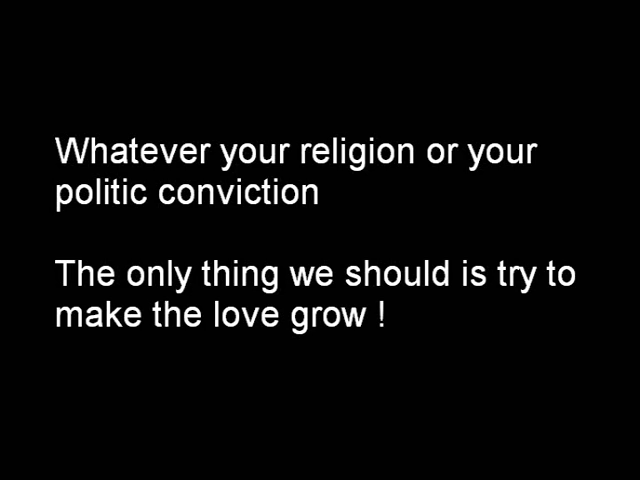 Whatever your religion or your
politic conviction
The only thing we should is try to
make the love grow !